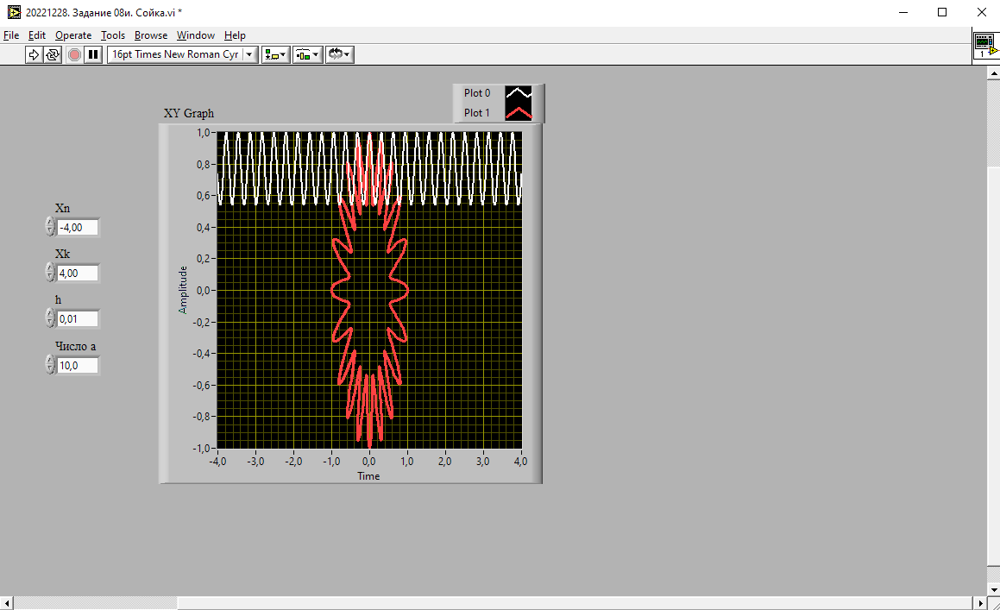 20221228. Задание 08и. Сойка.vi *
File Edit Operate Tools Browse Window Help
16pt Times New Roman Cyr
1
Plot 0
Plot 1
XY Graph
Xn
-4,00
Xk
4,00
h
0,01
Число а
10,0
Amplitude
1,0
0,8
0,6
0,4
0,2
0,0
-0,2
-0,4
-0,6
-0,8
-1,0
-4,0 -3,0 -2,0 -1,0 0,0 1,0 2,0 3,0 4,0
Time